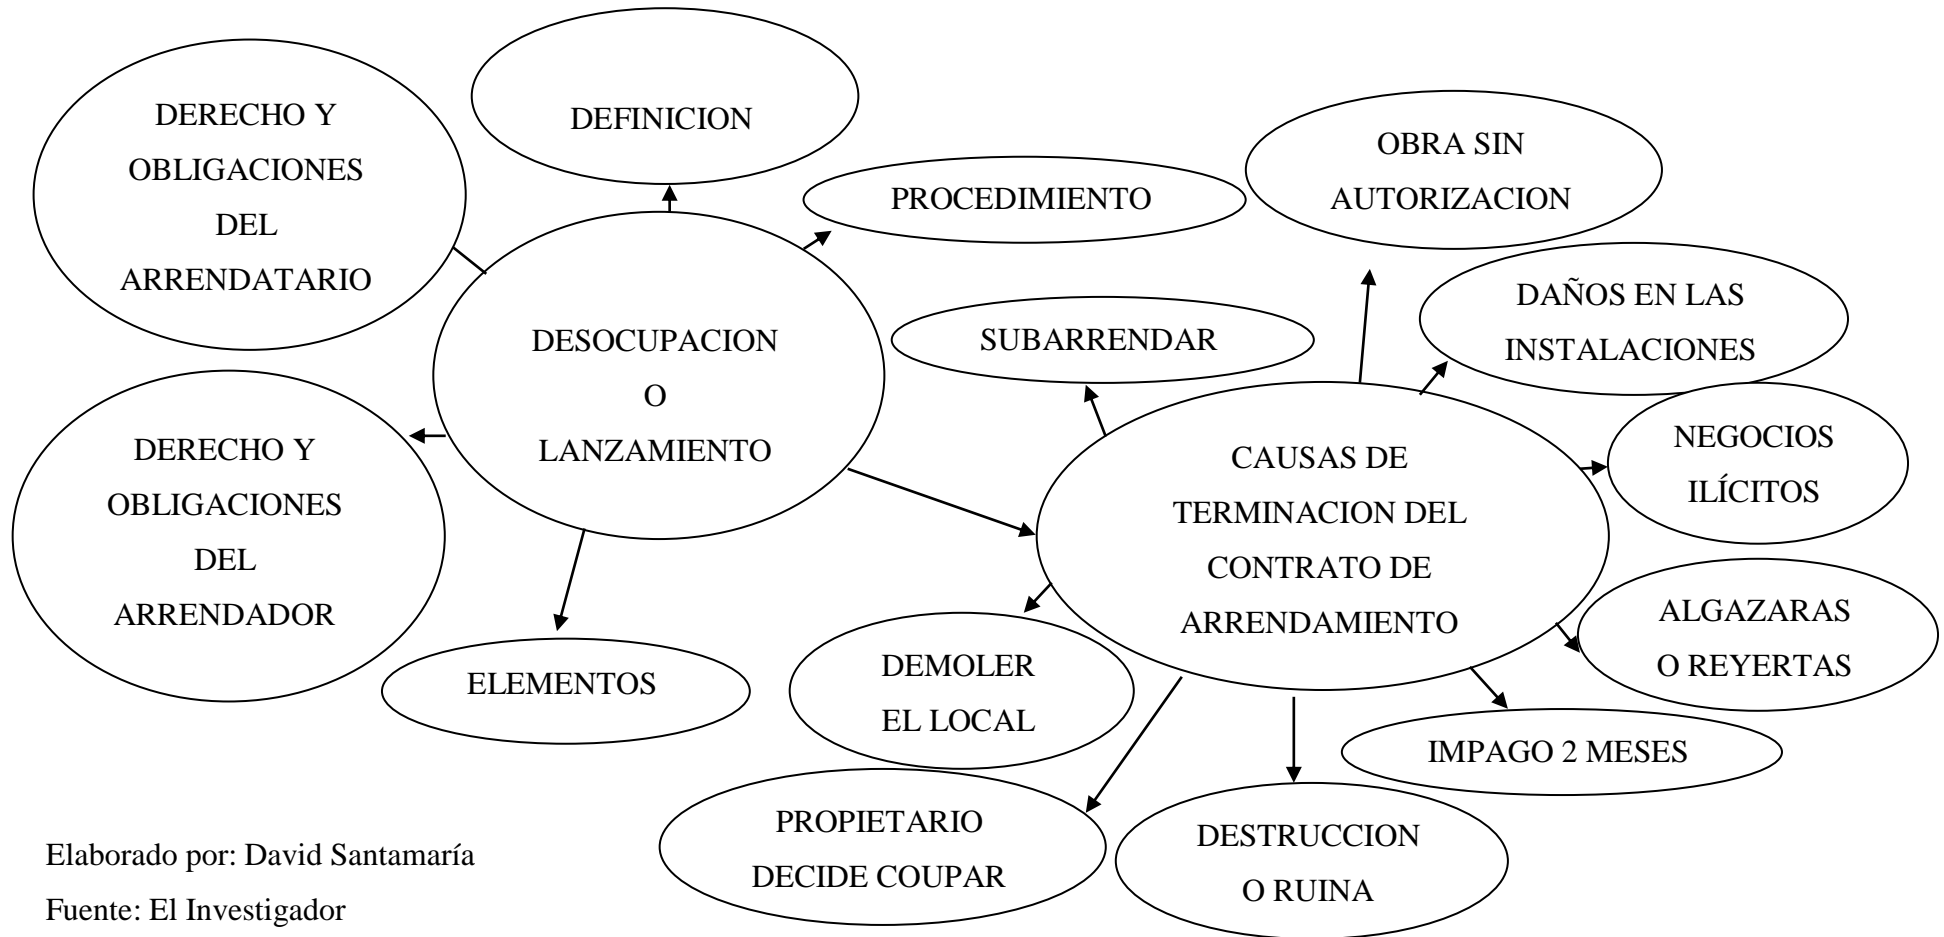 DERECHO Y
OBLIGACIONES
DEL
ARRENDATARIO
DEFINICION
PROCEDIMIENTO
OBRA SIN
AUTORIZACION
DAÑOS EN LAS
INSTALACIONES
SUBARRENDAR
DESOCUPACION
O
LANZAMIENTO
NEGOCIOS
ILÍCITOS
DERECHO Y
OBLIGACIONES
DEL
ARRENDADOR
CAUSAS DE
TERMINACION DEL
CONTRATO DE
ARRENDAMIENTO
ALGAZARAS
O REYERTAS
ELEMENTOS
DEMOLER
EL LOCAL
IMPAGO 2 MESES
PROPIETARIO
DECIDE COUPAR
DESTRUCCION
O RUINA
Elaborado por: David Santamaría
Fuente: El Investigador